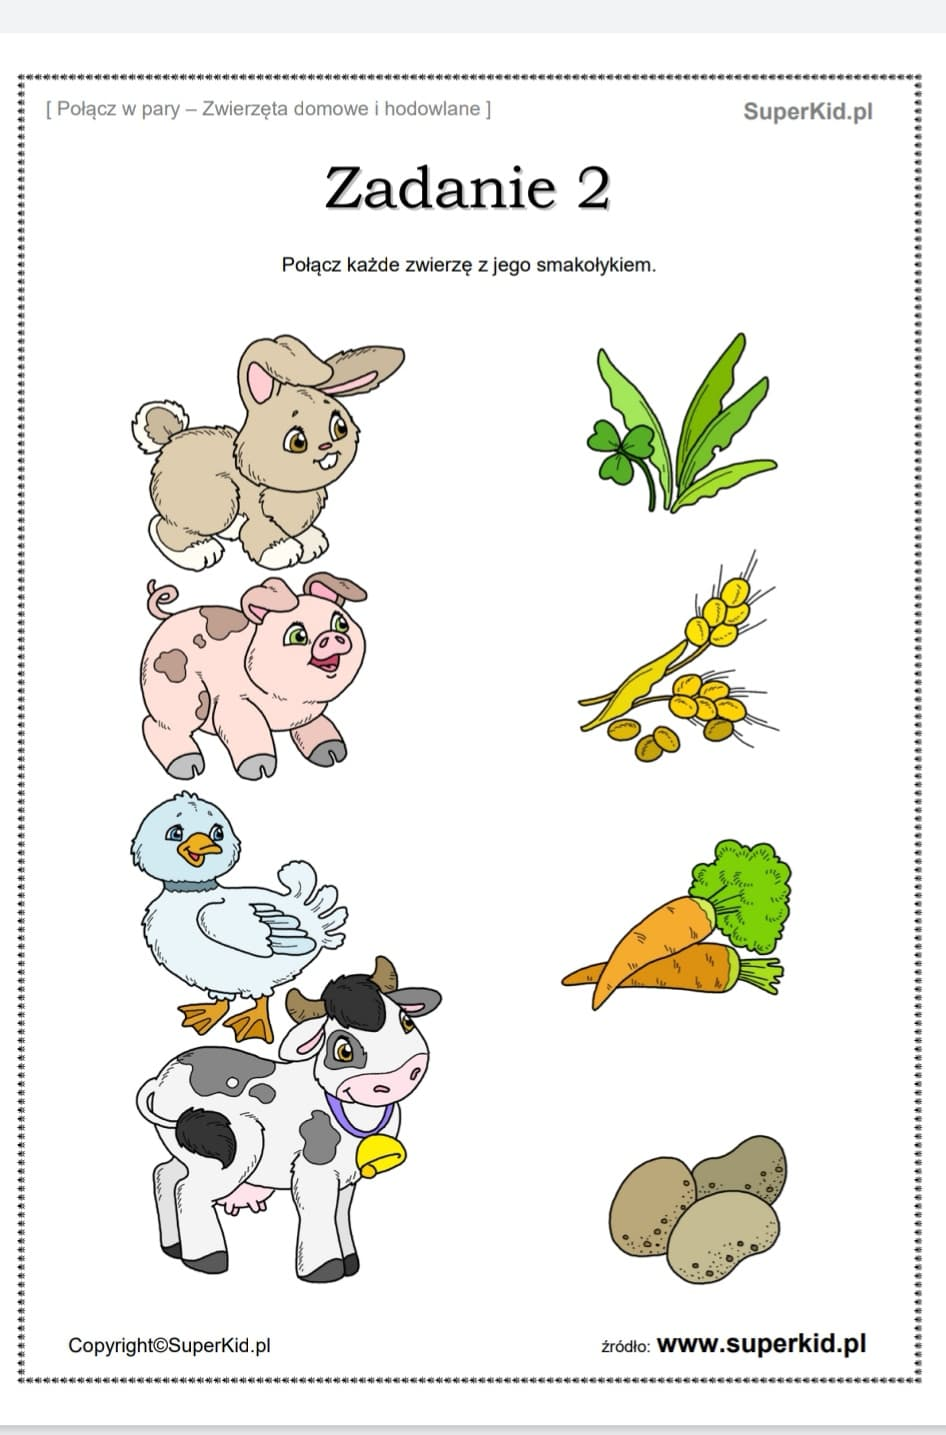 [ Połącz w pary – Zwierzęta domowe i hodowlane ]
SuperKid.pl
Zadanie 2
Połącz każde zwierzę z jego smakołykiem.
Copyright©SuperKid.pl
źródło: www.superkid.pl